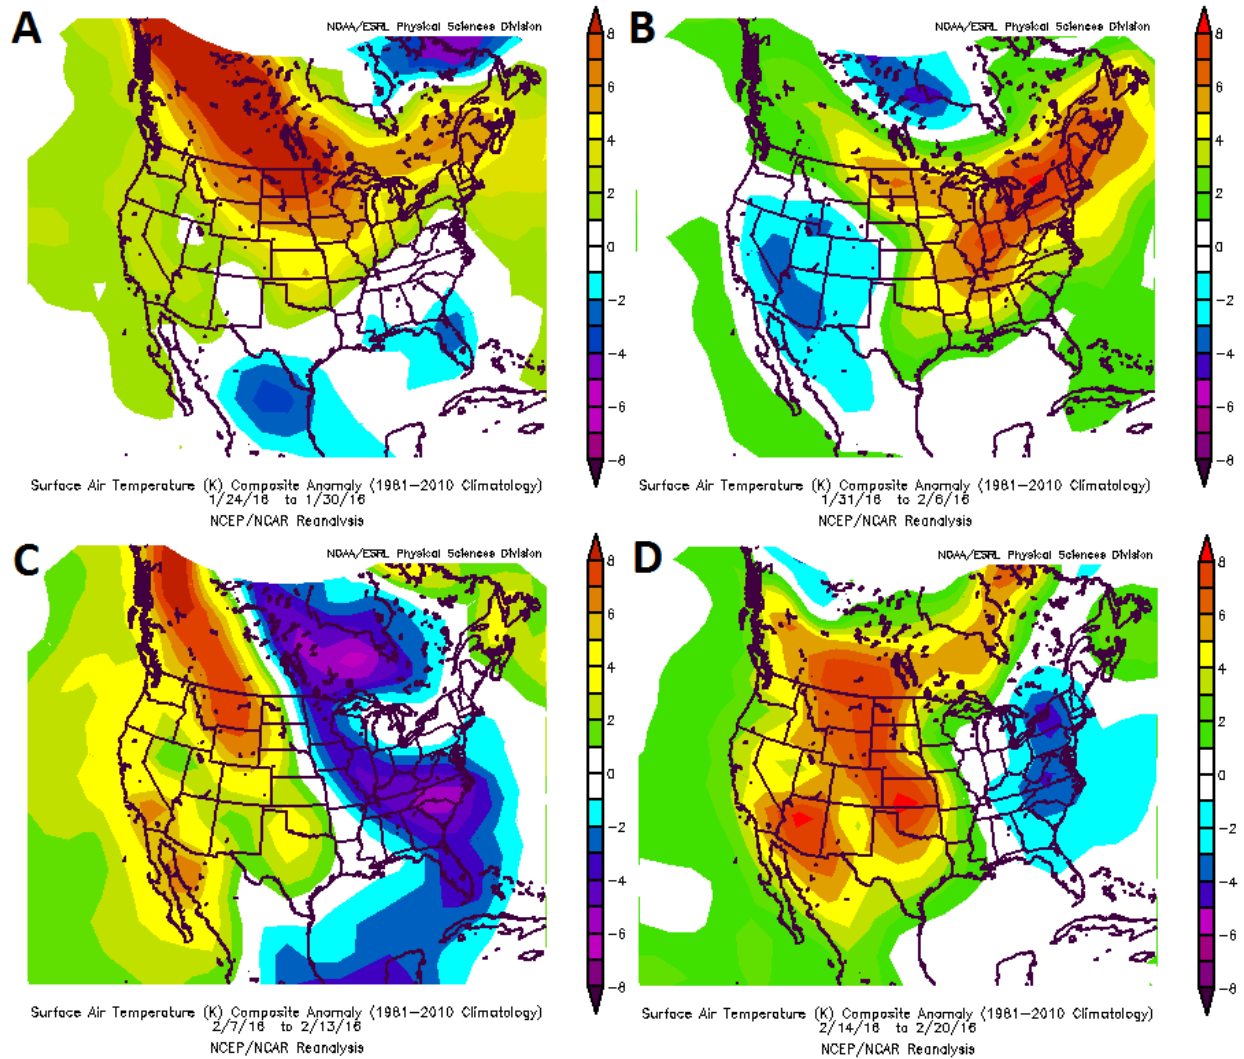 A
NOAA/ESRL Physical Sciences Division
8
6
4
2
0
-2
-4
-6
-8
Surface Air Temperature (K) Composite Anomaly (1981-2010 Climatology)
1/24/16 to 1/30/16
NCEP/NCAR Reanalysis
B
NOAA/ESRL Physical Sciences Division
8
6
4
2
0
-2
-4
-6
-8
Surface Air Temperature (K) Composite Anomaly (1981-2010 Climatology)
1/31/16 to 2/6/16
NCEP/NCAR Reanalysis
C
NOAA/ESRL Physical Sciences Division
8
6
4
2
0
-2
-4
-6
-8
Surface Air Temperature (K) Composite Anomaly (1981-2010 Climatology)
2/7/16 to 2/13/16
NCEP/NCAR Reanalysis
D
NOAA/ESRL Physical Sciences Division
8
6
4
2
0
-2
-4
-6
-8
Surface Air Temperature (K) Composite Anomaly (1981-2010 Climatology)
2/14/16 to 2/20/16
NCEP/NCAR Reanalysis